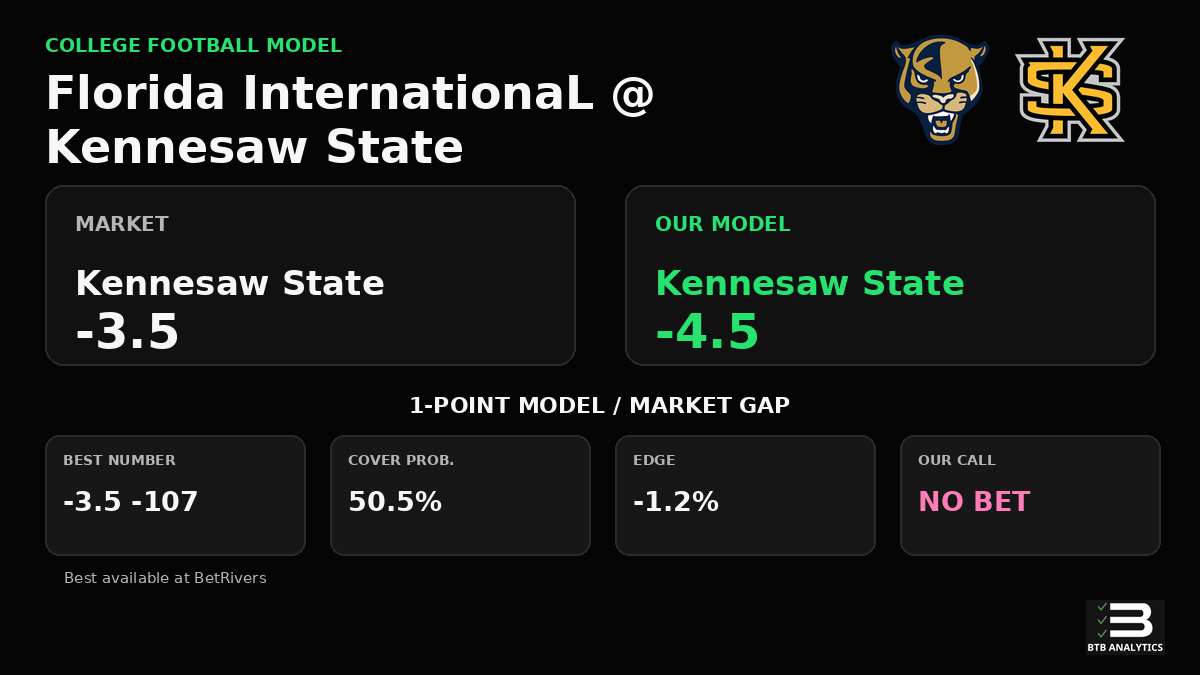 COLLEGE FOOTBALL MODEL
Florida InternationaL @
Kennesaw State
KS
MARKET
Kennesaw State
-3.5
OUR MODEL
Kennesaw State
-4.5
1-POINT MODEL / MARKET GAP
BEST NUMBER
-3.5 -107
COVER PROB.
50.5%
EDGE
-1.2%
OUR CALL
NO BET
Best available at BetRivers
B
BTB ANALYTICS